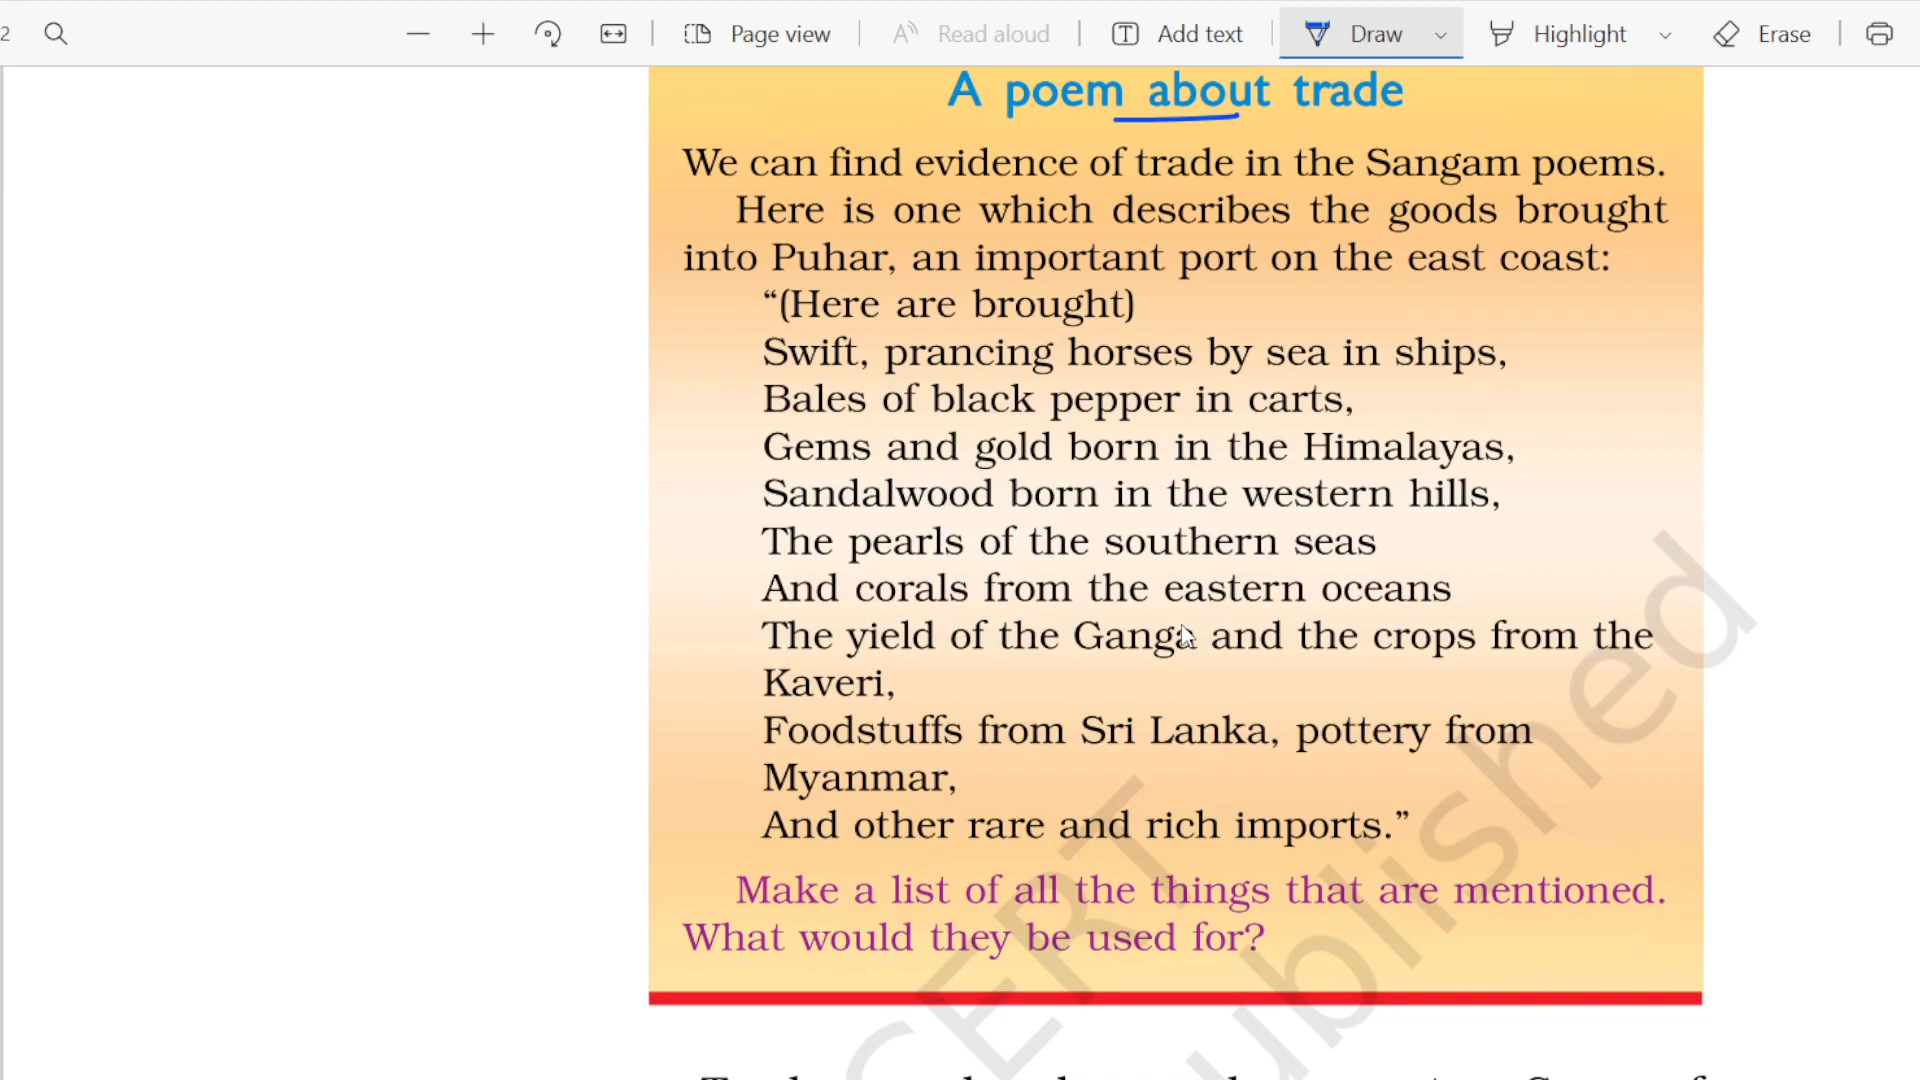 2
Page view
Read aloud
Add text
Draw
Highlight
Erase
A poem about trade
We can find evidence of trade in the Sangam poems.
Here is one which describes the goods brought
into Puhar, an important port on the east coast:
“(Here are brought)
Swift, prancing horses by sea in ships,
Bales of black pepper in carts,
Gems and gold born in the Himalayas,
Sandalwood born in the western hills,
The pearls of the southern seas
And corals from the eastern oceans
The yield of the Ganga and the crops from the
Kaveri,
Foodstuffs from Sri Lanka, pottery from
Myanmar,
And other rare and rich imports.”
Make a list of all the things that are mentioned.
What would they be used for?